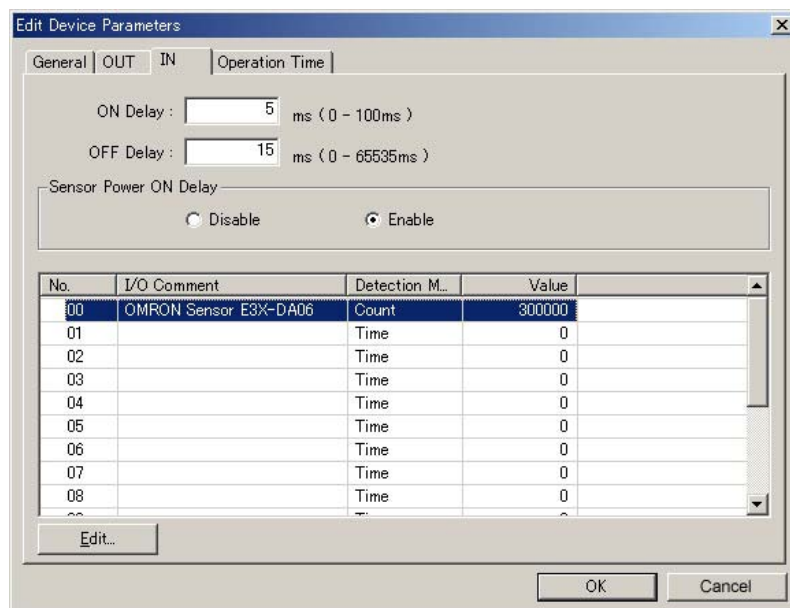 Edit Device Parameters
General OUT IN Operation Time
ON Delay : 5 ms ( 0 - 100ms )
OFF Delay : 15 ms ( 0 - 65535ms )
Sensor Power ON Delay
Disable Enable
No. I/O Comment Detection M... Value
00 OMRON Sensor E3X-DA06 Count 300000
01 Time 0
02 Time 0
03 Time 0
04 Time 0
05 Time 0
06 Time 0
07 Time 0
08 Time 0
Edit...
OK Cancel